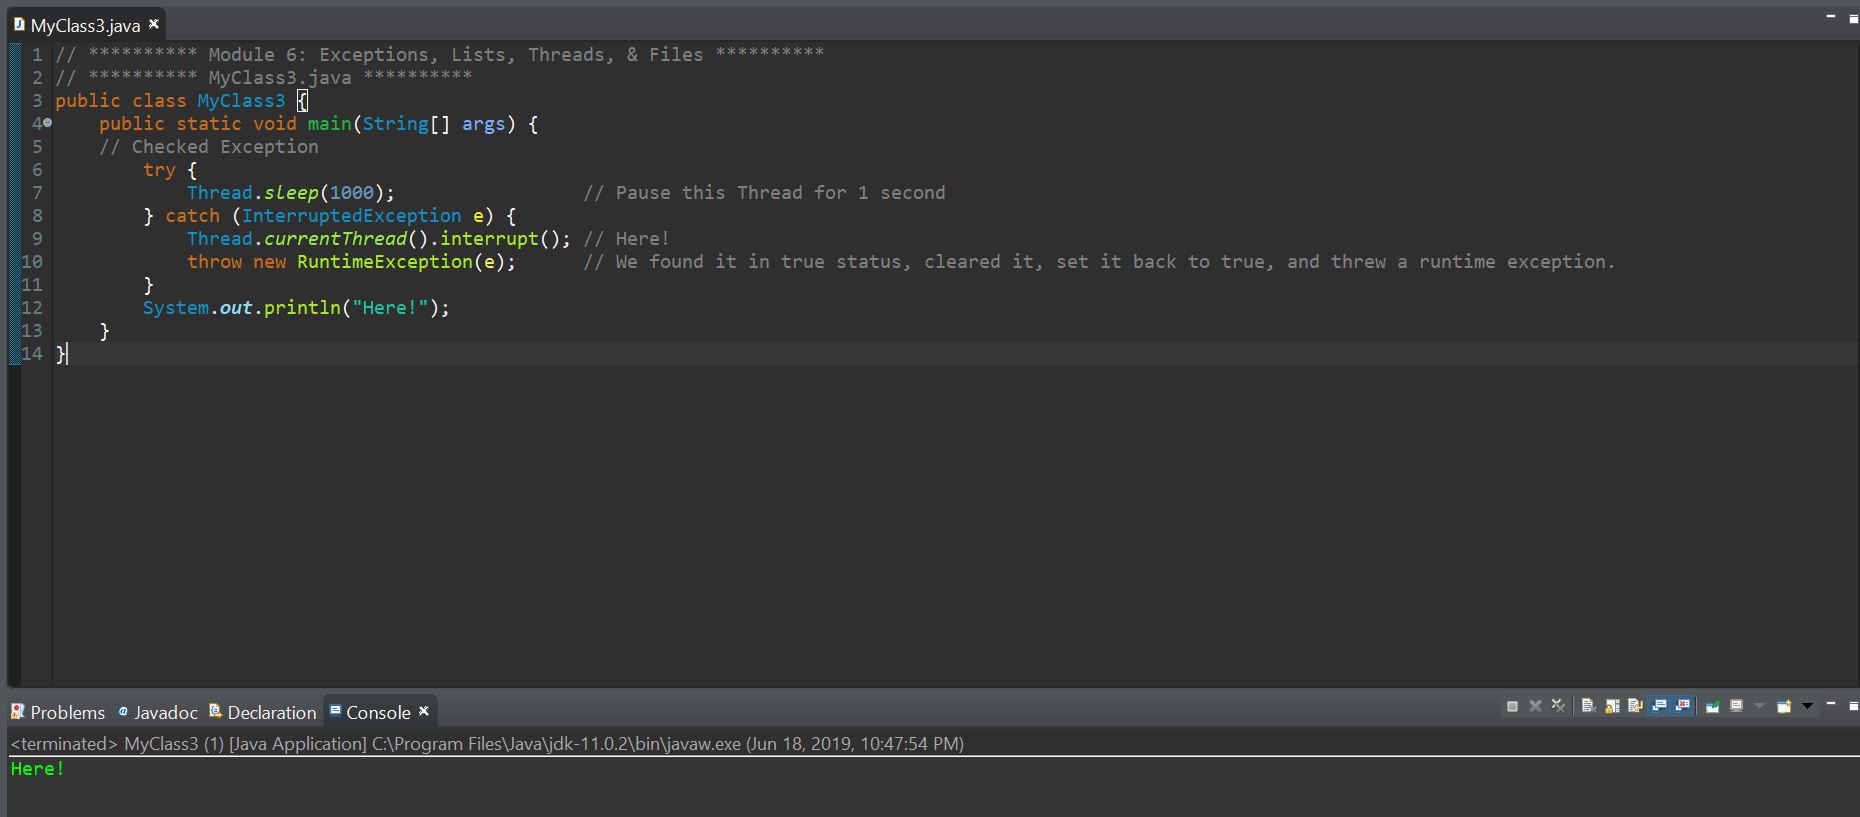 MyClass3.java
1 // ********** Module 6: Exceptions, Lists, Threads, & Files **********
2 // ********** MyClass3.java **********
3 public class MyClass3 {
4     public static void main(String[] args) {
5     // Checked Exception
6         try {
7             Thread.sleep(1000);                 // Pause this Thread for 1 second
8         } catch (InterruptedException e) {
9             Thread.currentThread().interrupt(); // Here!
10             throw new RuntimeException(e);      // We found it in true status, cleared it, set it back to true, and threw a runtime exception.
11         }
12         System.out.println("Here!");
13     }
14 }
Problems @ Javadoc Declaration Console
<terminated> MyClass3 (1) [Java Application] C:\Program Files\Java\jdk-11.0.2\bin\javaw.exe (Jun 18, 2019, 10:47:54 PM)
Here!